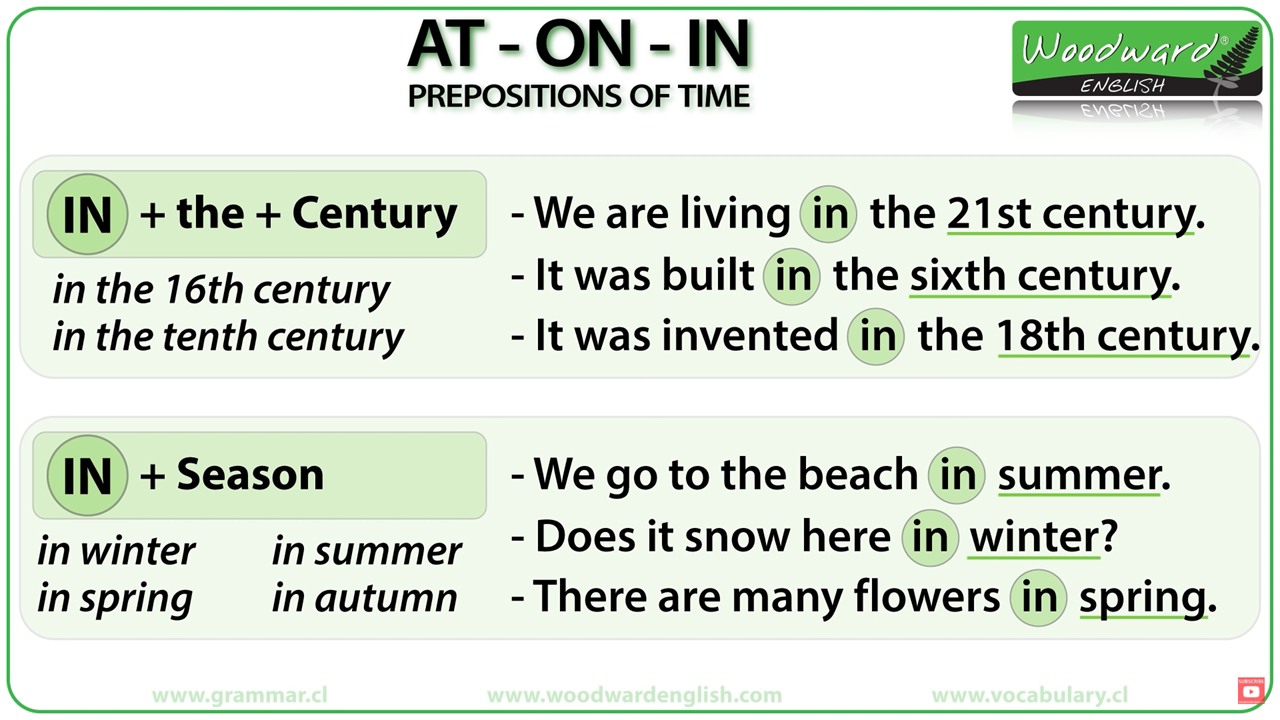 AT - ON - IN
PREPOSITIONS OF TIME
Woodward®
ENGLISH
IN + the + Century
in the 16th century
in the tenth century
- We are living in the 21st century.
- It was built in the sixth century.
- It was invented in the 18th century.
IN + Season
in winter in summer
in spring in autumn
- We go to the beach in summer.
- Does it snow here in winter?
- There are many flowers in spring.
www.grammar.cl www.woodwardenglish.com www.vocabulary.cl
SUBSCRIBE